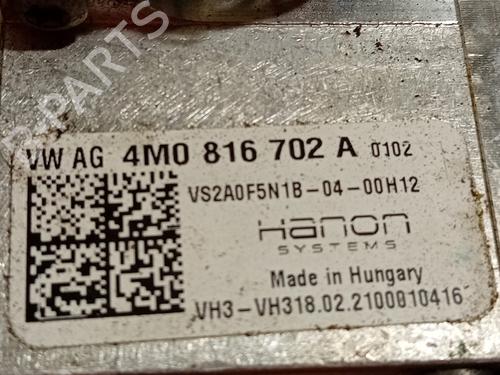 B-PARTS
VW AG 4M0 816 702 A 0102
VS2A0F5N1B-04-00H12
Hanon
SYSTEMS
Made in Hungary
VH3-VH318.02.2100010416